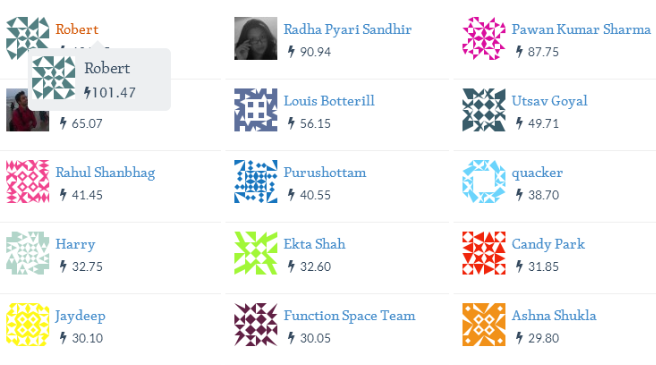 Robert
Radha Pyari Sandhir
Pawan Kumar Sharma
90.94
87.75
Robert
101.47
Louis Botterill
Utsav Goyal
65.07
56.15
49.71
Rahul Shanbhag
Purushottam
quacker
41.45
40.55
38.70
Harry
Ekta Shah
Candy Park
32.75
32.60
31.85
Jaydeep
Function Space Team
Ashna Shukla
30.10
30.05
29.80